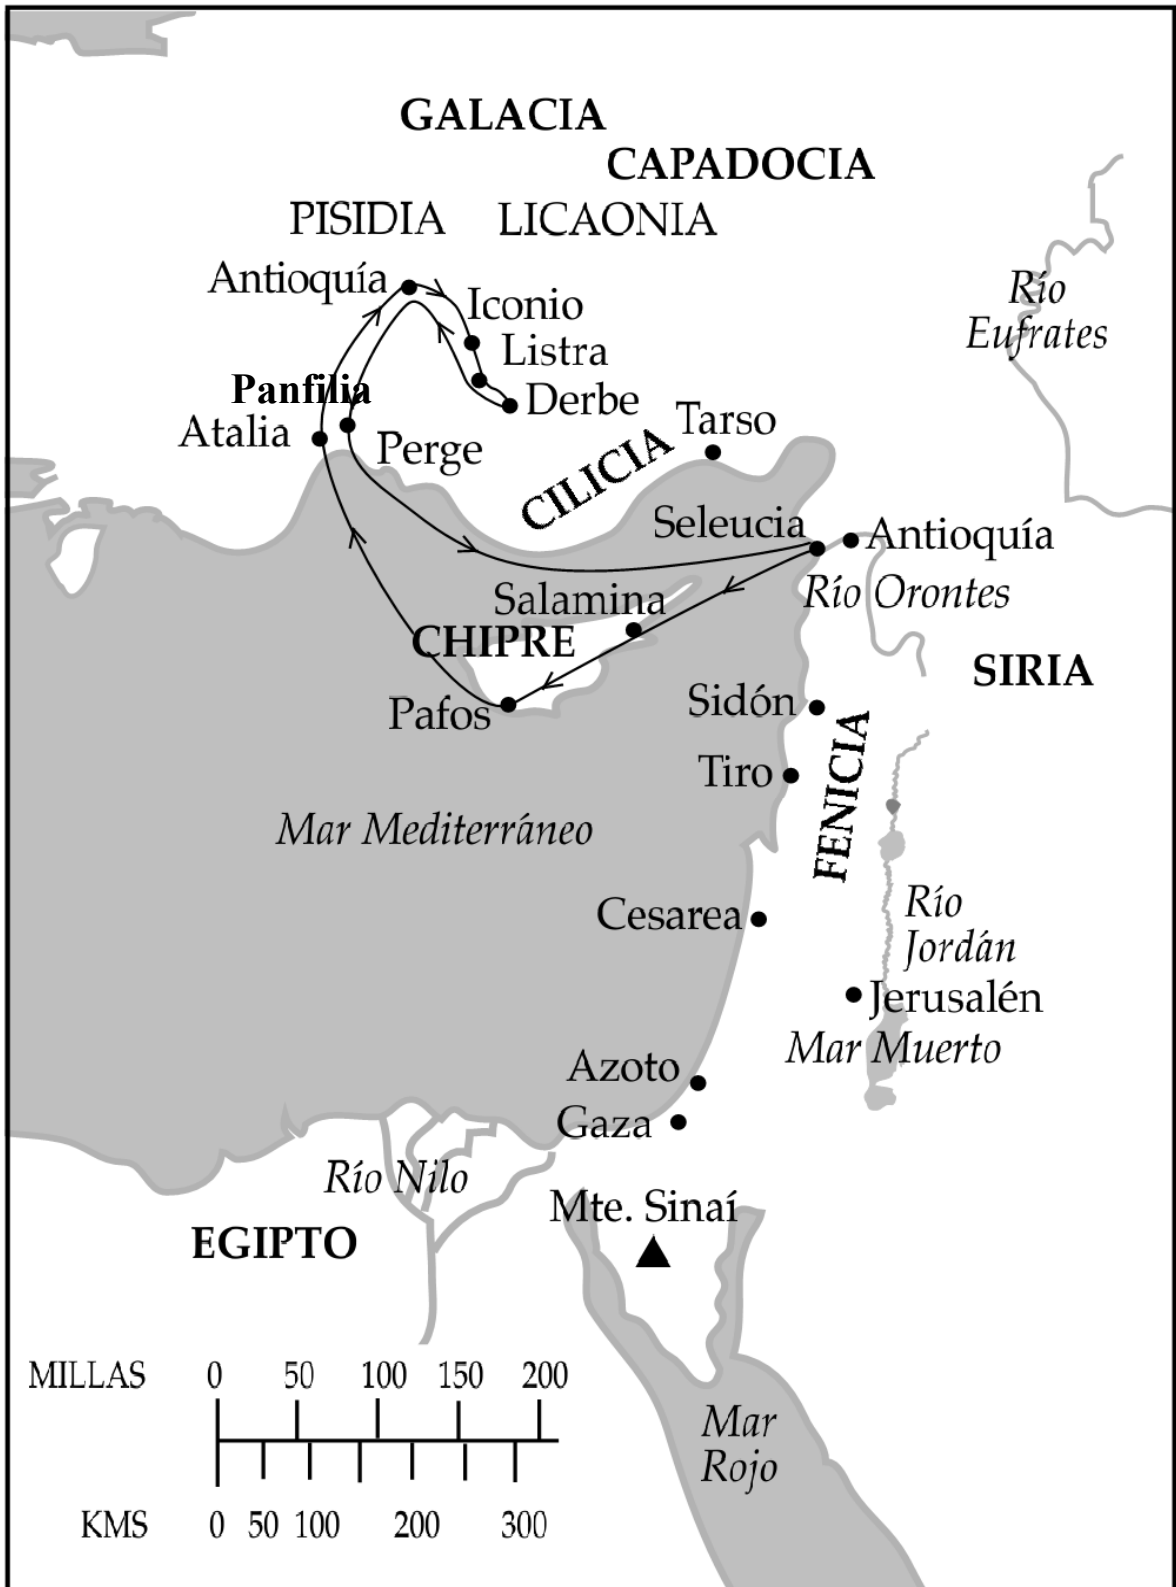 GALACIA
CAPADOCIA
PISIDIA LICAONIA
Antioquía
Iconio
Río
Eufrates
Listra
Panfilia
Derbe
Atalia
Perge
Tarso
CILICIA
Seleucia
Antioquía
Río Orontes
Salamina
CHIPRE
SIRIA
Pafos
Sidón
FENICIA
Tiro
Mar Mediterráneo
Cesarea
Río
Jordán
Jerusalén
Mar Muerto
Azoto
Gaza
Río Nilo
Mte. Sinaí
EGIPTO
MILLAS 0 50 100 150 200
Mar
Rojo
KMS 0 50 100 200 300